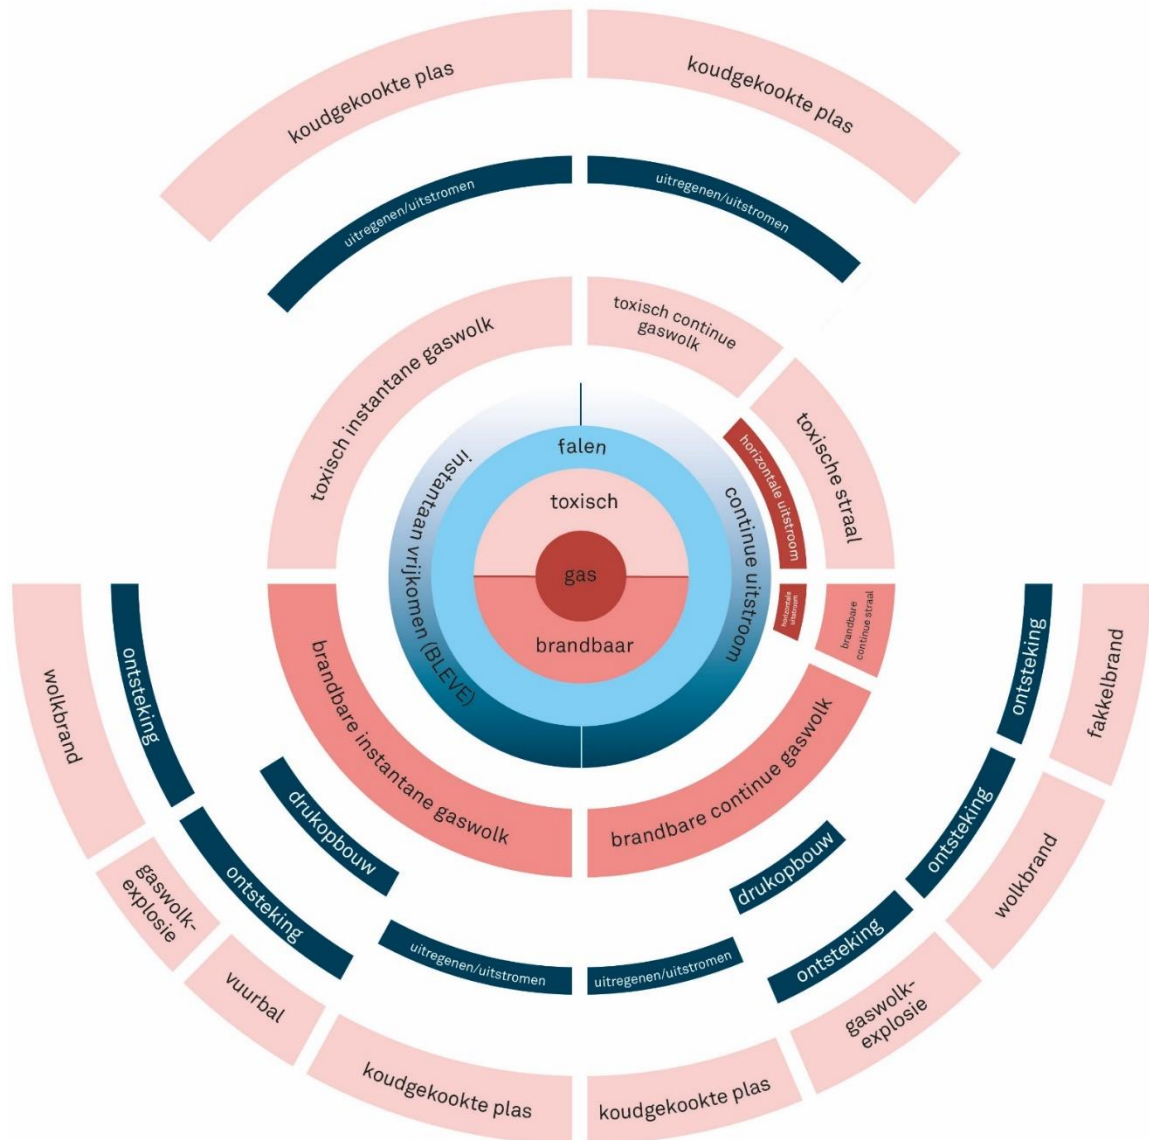 koudgekookte plas
koudgekookte plas
uitregenen/uitstromen
uitregenen/uitstromen
toxisch instantane gaswolk
toxisch continue
gaswolk
toxische straal
instantaan vrijkomen (BLEVE)
falen
continue uitstroom
horizontale uitstroom
toxisch
gas
brandbaar
horizontale
uitstroom
brandbare
continue straal
brandbare instantane gaswolk
brandbare continue gaswolk
wolkbrand
ontsteking
ontsteking
fakkelbrand
drukopbouw
drukopbouw
ontsteking
wolkbrand
gaswolk-
explosie
ontsteking
uitregenen/uitstromen
uitregenen/uitstromen
ontsteking
gaswolk-
explosie
vuurbal
koudgekookte plas
koudgekookte plas